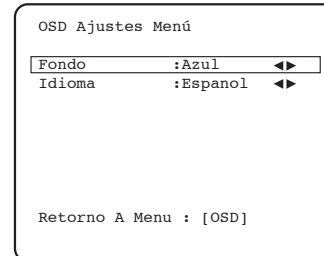 OSD Ajustes Menú
Fondo :Azul ◄►
Idioma :Espanol ◄►
Retorno A Menu : [OSD]